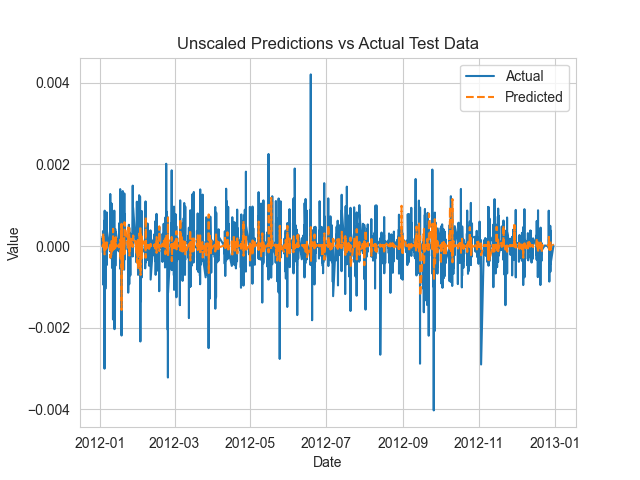 Unscaled Predictions vs Actual Test Data
Actual
Predicted
0.004
0.002
0.000
−0.002
−0.004
Value
2012-01
2012-03
2012-05
2012-07
2012-09
2012-11
2013-01
Date